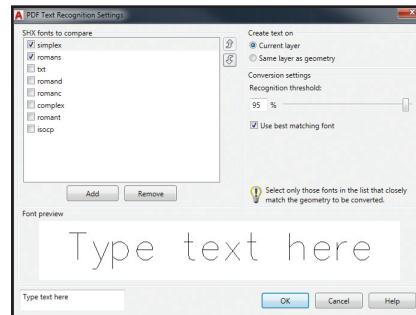 PDF Text Recognition Settings
SHX fonts to compare
simplex
romans
txt
romand
romanc
complex
romant
isocp
Add
Remove
Create text on
Current layer
Same layer as geometry
Conversion settings
Recognition threshold:
95 %
Use best matching font
Select only those fonts in the list that closely
match the geometry to be converted.
Font preview
Type text here
Type text here
OK
Cancel
Help